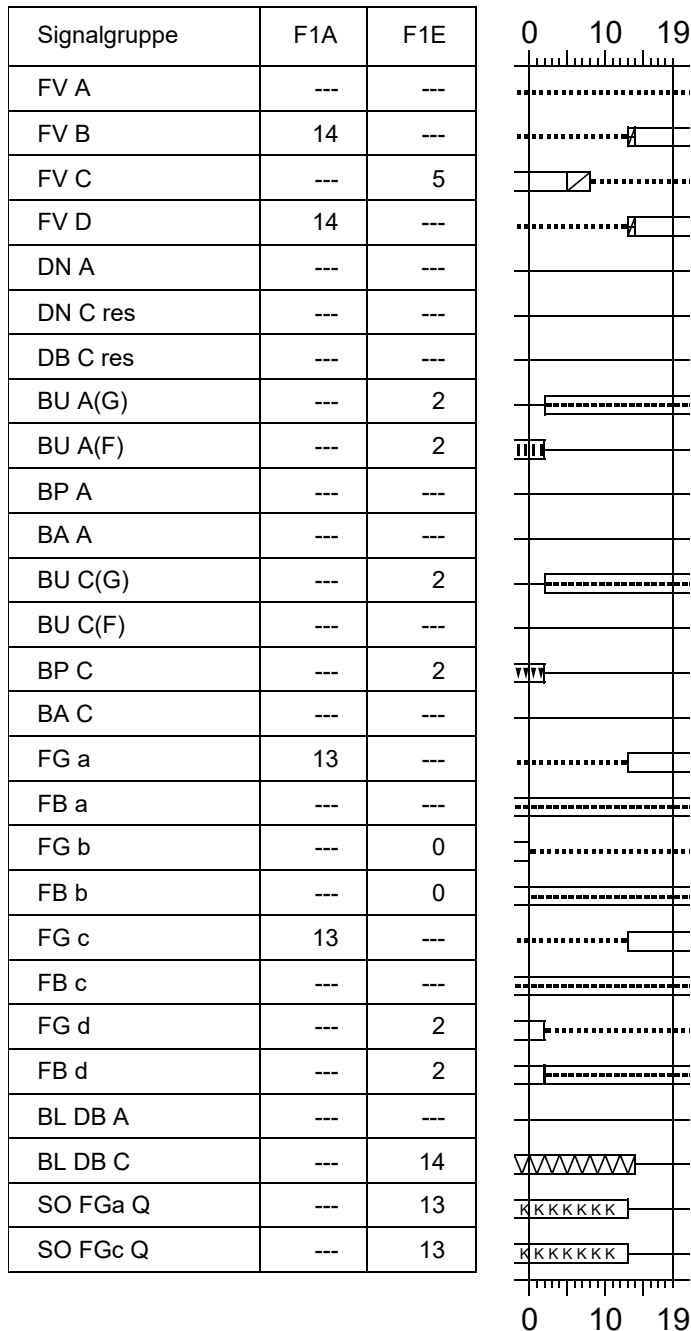 Signalgruppe F1A F1E 0 10 19
FV A --- ---
FV B 14 ---
FV C --- 5
FV D 14 ---
DN A --- ---
DN C res --- ---
DB C res --- ---
BU A(G) --- 2
BU A(F) --- 2
BP A --- ---
BA A --- ---
BU C(G) --- 2
BU C(F) --- ---
BP C --- 2
BA C --- ---
FG a 13 ---
FB a --- ---
FG b --- 0
FB b --- 0
FG c 13 ---
FB c --- ---
FG d --- 2
FB d --- 2
BL DB A --- ---
BL DB C --- 14
SO FGa Q --- 13 K K K K K K K
SO FGc Q --- 13 K K K K K K K
0 10 19